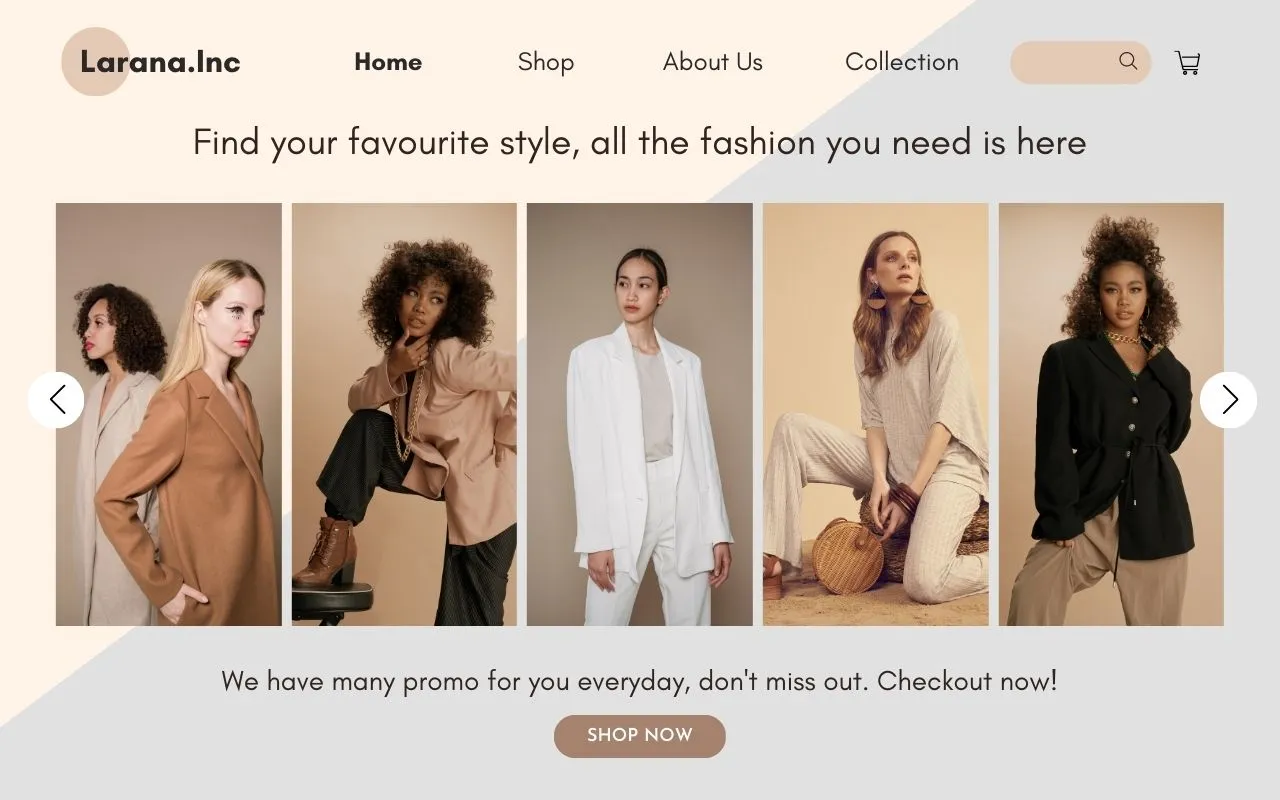 Larana.Inc
Home
Shop
About Us
Collection
Find your favourite style, all the fashion you need is here
We have many promo for you everyday, don't miss out. Checkout now!
SHOP NOW